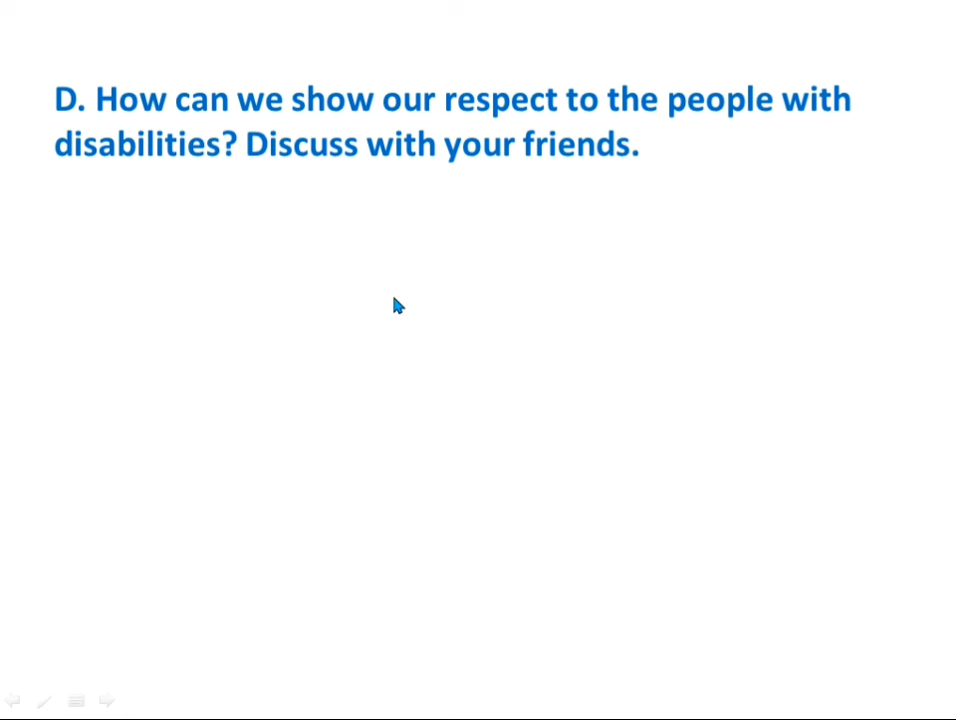 D. How can we show our respect to the people with
disabilities? Discuss with your friends.